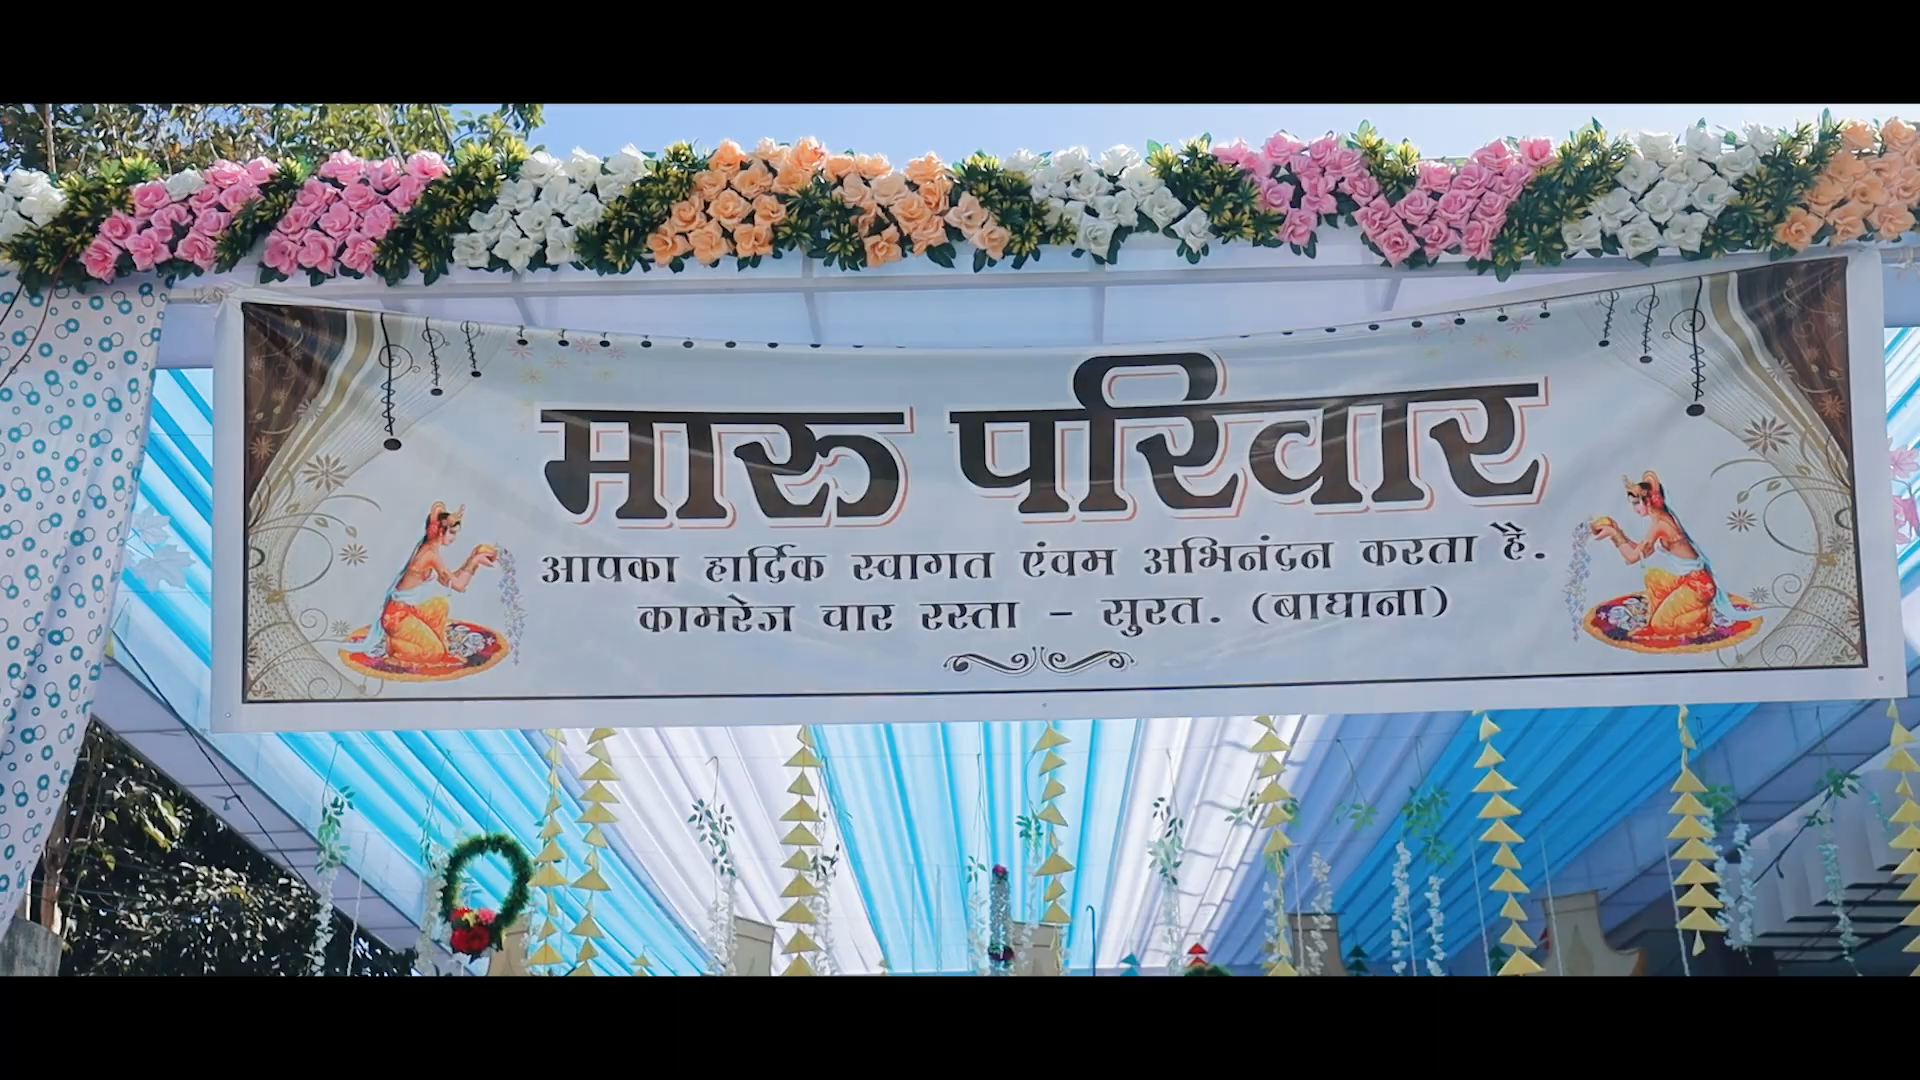 मारू परिवार
आपका हार्दिक स्वागत एंवम अभिनंदन करता है.
कामरेज चार रस्ता - सुरत. (बाघाना)